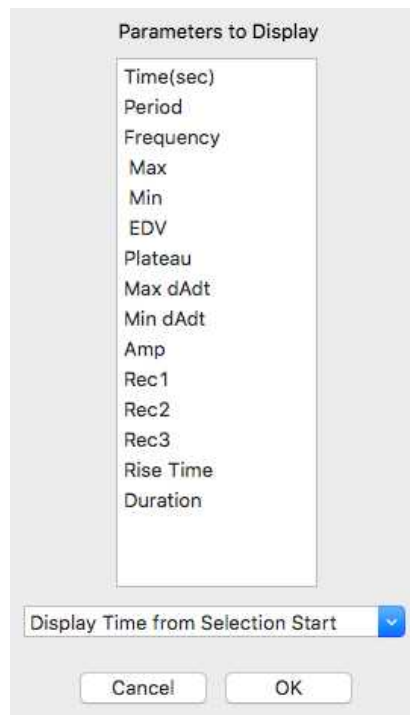 Parameters to Display
Time(sec)
Period
Frequency
Max
Min
EDV
Plateau
Max dAdt
Min dAdt
Amp
Rec1
Rec2
Rec3
Rise Time
Duration
Display Time from Selection Start
Cancel OK